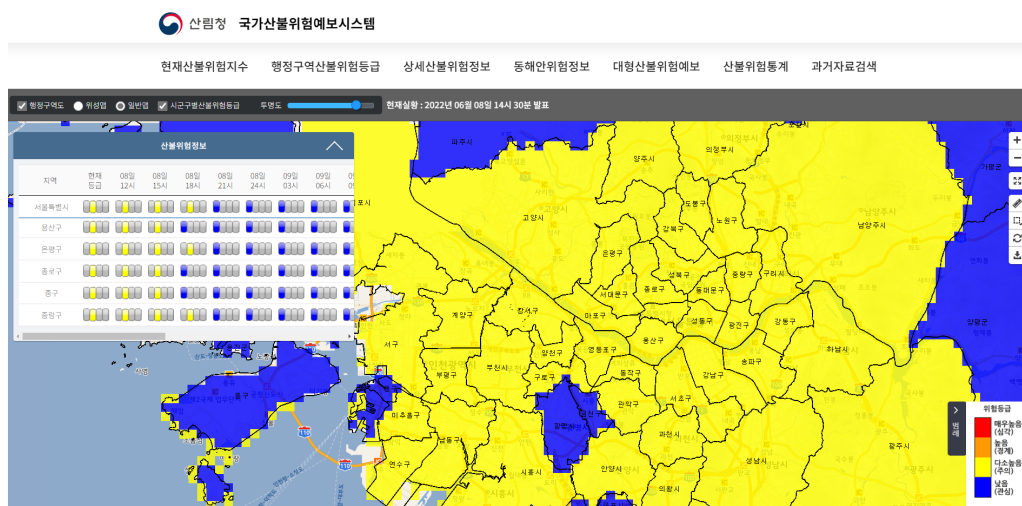 산림청 국가산불위험예보시스템
현재산불위험지수 행정구역산불위험등급 상세산불위험정보 동해안위험정보 대형산불위험예보 산불위험통계 과거자료검색
행정구역도 위성맵 일반맵 시군구별산불위험등급 투명도 현재실황 : 2022년 06월 08일 14시 30분 발표
산불위험정보
지역 현재 등급 08일 12시 08일 15시 08일 18시 08일 21시 08일 24시 09일 03시 09일 06시
서울특별시
용산구
은평구
종로구
중구
중랑구
파주시
의정부시
양주시
가평군
고양시
도봉구
노원구
강북구
남양주시
은평구
성북구
중랑구
구리시
서대문구
종로구
동대문구
계양구
강서구
마포구
성동구
광진구
강동구
양평군
서구
양천구
영등포구
용산구
하남시
부평구
부천시
구로구
동작구
강남구
송파구
중구
미추홀구
관악구
서초구
남동구
과천시
연수구
시흥시
안양시
성남시
광주시
의왕시
범례
위험등급
매우높음
(심각)
높음
(경계)
다소높음
(주의)
낮음
(관심)